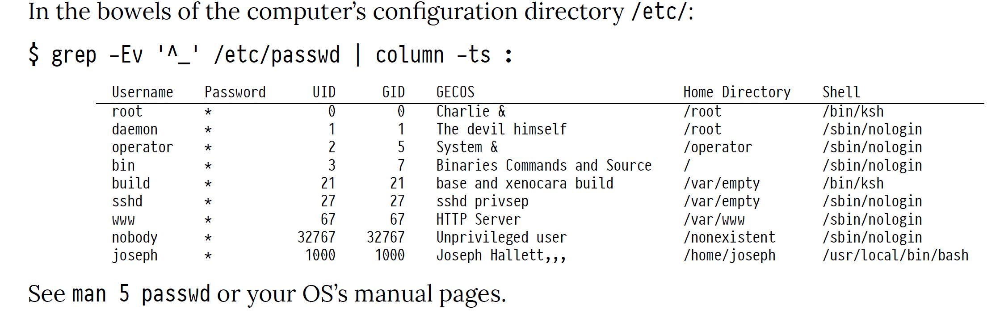 In the bowels of the computer’s configuration directory /etc/:
$ grep -Ev '^_' /etc/passwd | column -ts :
Username Password UID GID GECOS Home Directory Shell
root * 0 0 Charlie & /root /bin/ksh
daemon * 1 1 The devil himself /root /sbin/nologin
operator * 2 5 System & /operator /sbin/nologin
bin * 3 7 Binaries Commands and Source / /sbin/nologin
build * 21 21 base and xenocara build /var/empty /bin/ksh
sshd * 27 27 sshd privsep /var/empty /sbin/nologin
www * 67 67 HTTP Server /var/www /sbin/nologin
nobody * 32767 32767 Unprivileged user /nonexistent /sbin/nologin
joseph * 1000 1000 Joseph Hallett,,, /home/joseph /usr/local/bin/bash
See man 5 passwd or your OS’s manual pages.